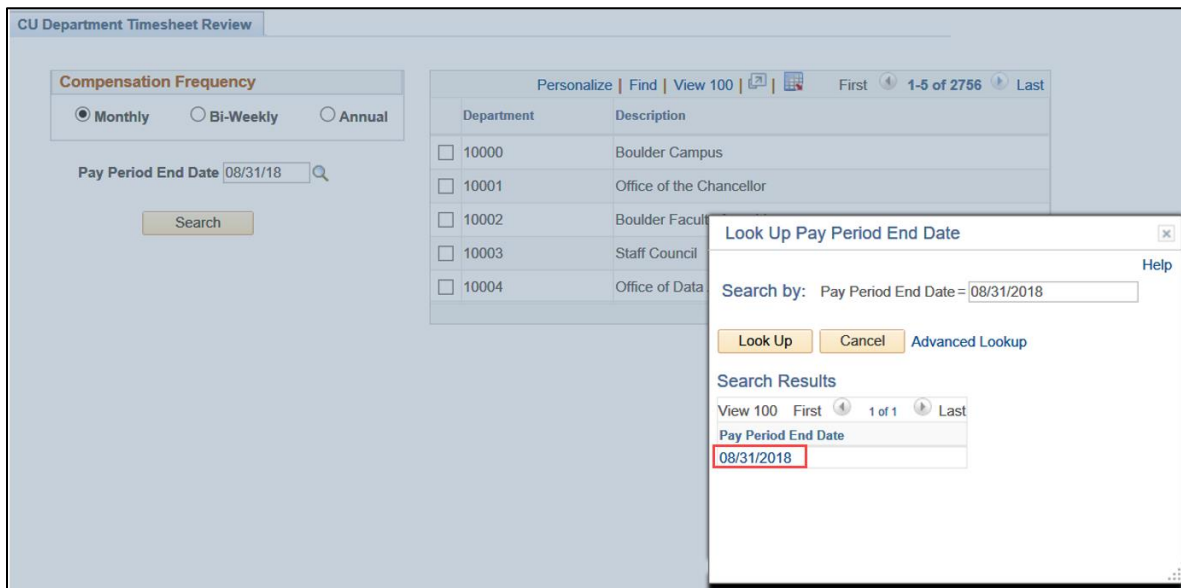 CU Department Timesheet Review
Compensation Frequency
Monthly Bi-Weekly Annual
Pay Period End Date 08/31/18
Search
Personalize | Find | View 100 | | First 1-5 of 2756 Last
Department Description
10000 Boulder Campus
10001 Office of the Chancellor
10002 Boulder
10003 Staff Council
10004 Office of Data
Look Up Pay Period End Date
Help
Search by: Pay Period End Date = 08/31/2018
Look Up Cancel Advanced Lookup
Search Results
View 100 First 1 of 1 Last
Pay Period End Date
08/31/2018